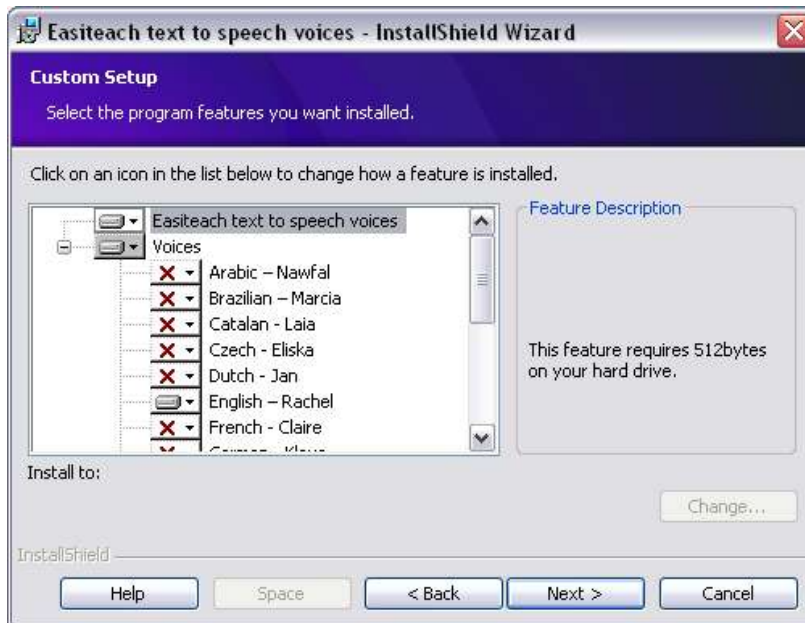 Easiteach text to speech voices - InstallShield Wizard
Custom Setup
Select the program features you want installed.
Click on an icon in the list below to change how a feature is installed.
Easiteach text to speech voices
Voices
Arabic – Nawfal
Brazilian – Marcia
Catalan - Laia
Czech - Eliska
Dutch - Jan
English – Rachel
French - Claire
Feature Description
This feature requires 512bytes
on your hard drive.
Install to:
Change...
InstallShield
Help
Space
< Back
Next >
Cancel